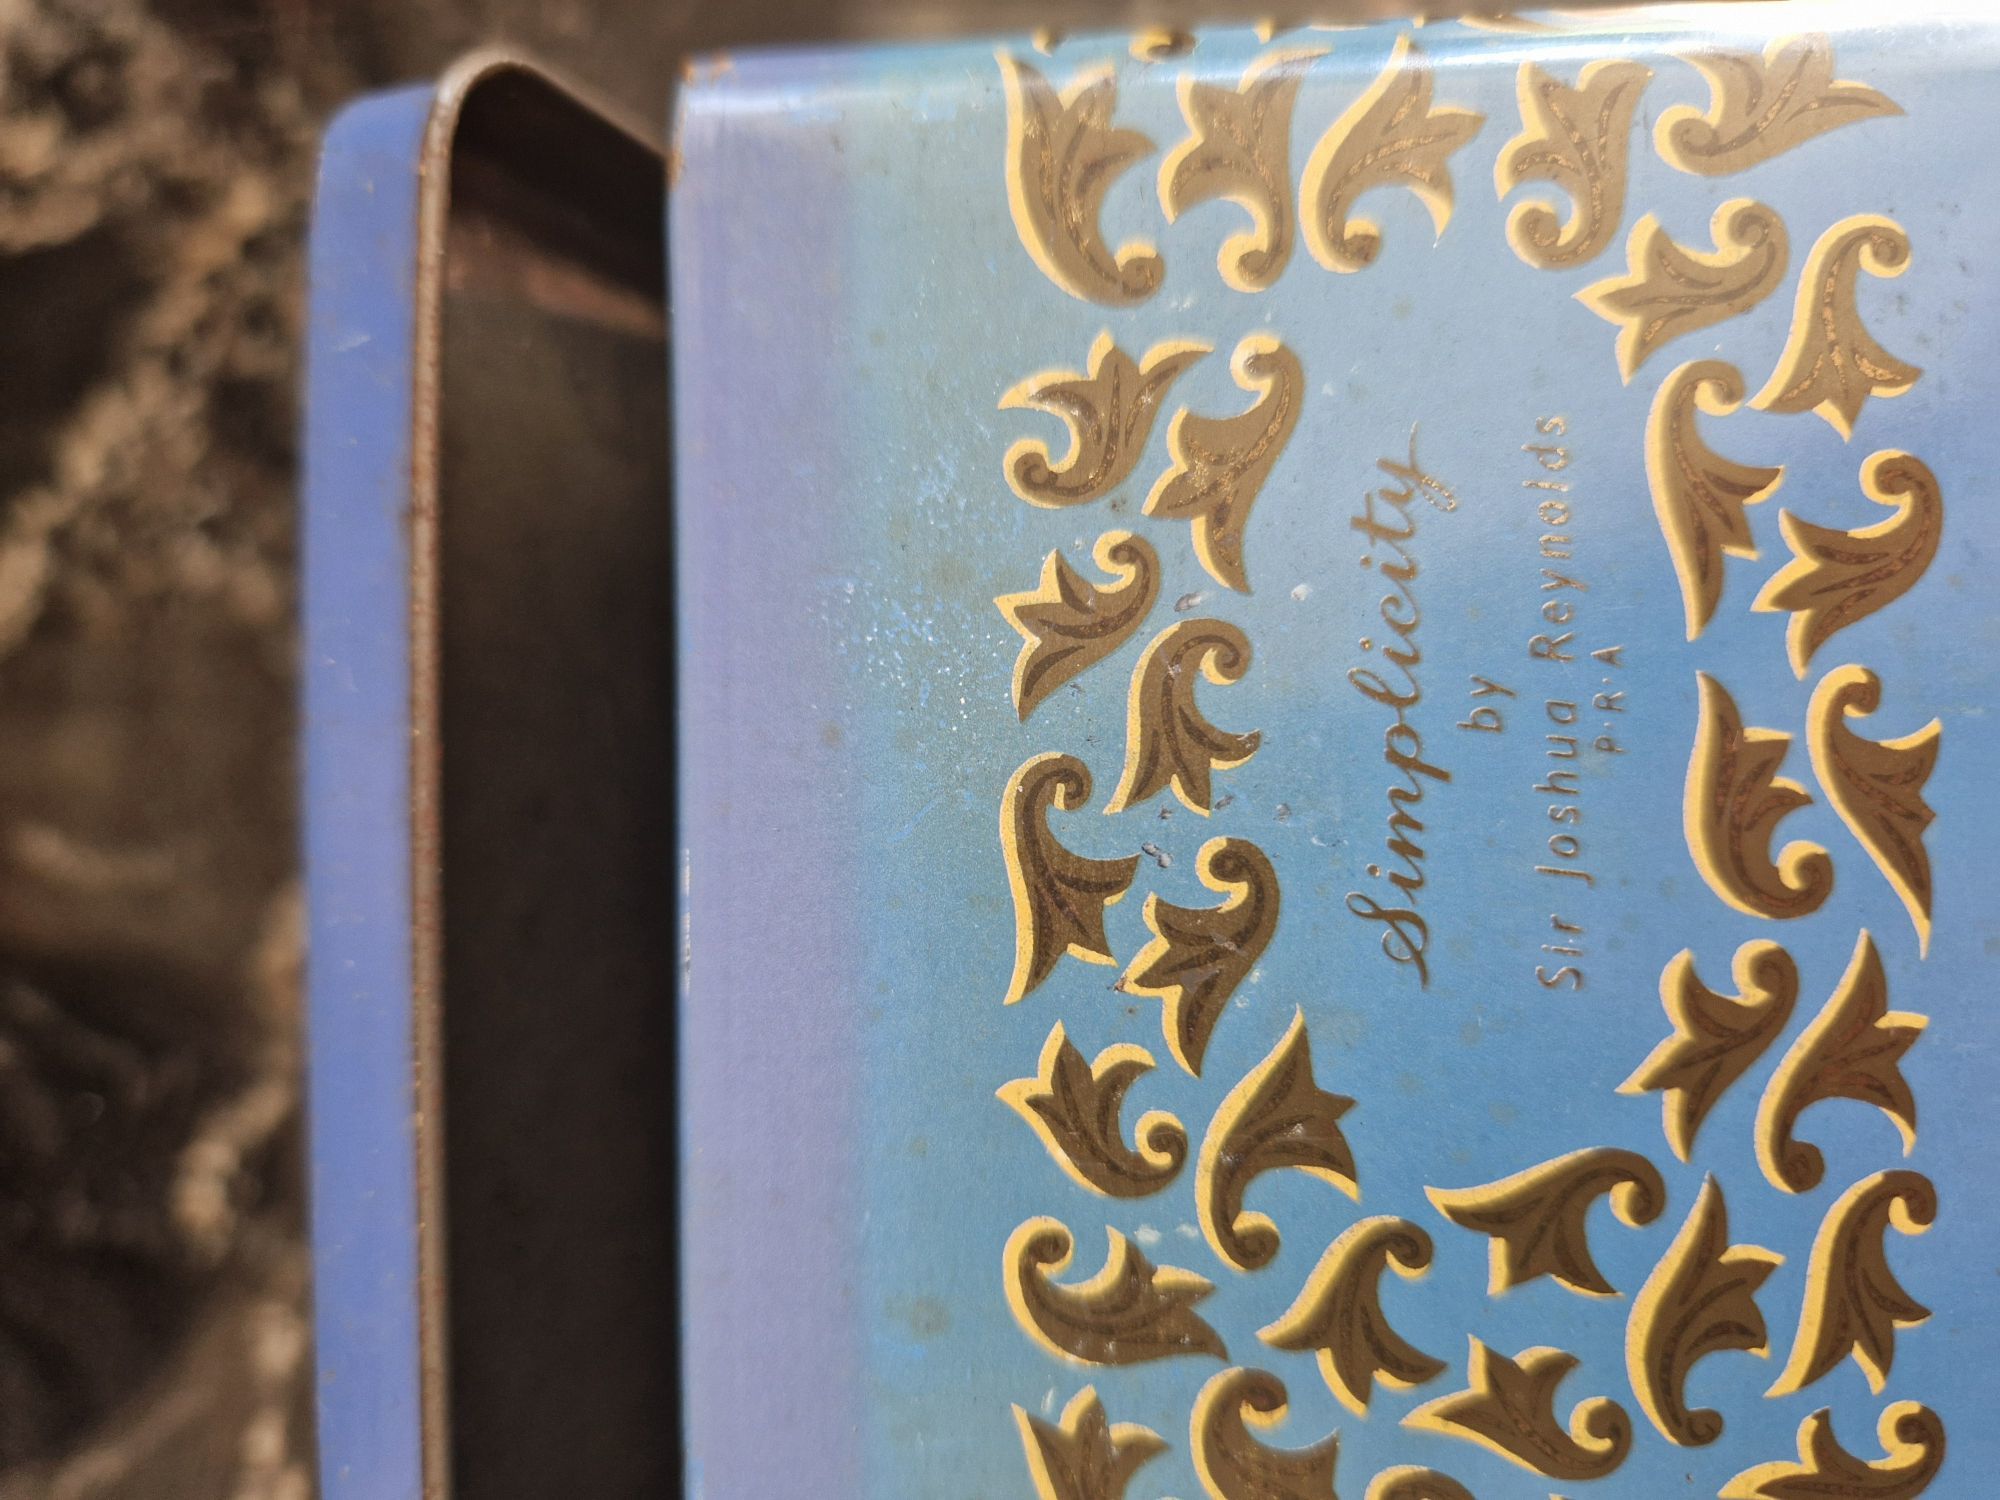 Simplicity
by
Sir Joshua Reynolds
P·R·A